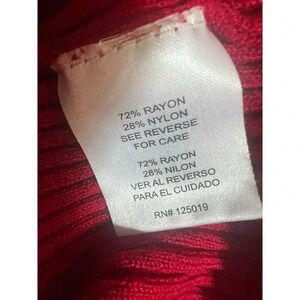 72% RAYON
28% NYLON
SEE REVERSE
FOR CARE
72% RAYON
28% NILON
VER AL REVERSO
PARA EL CUIDADO
RN# 125019